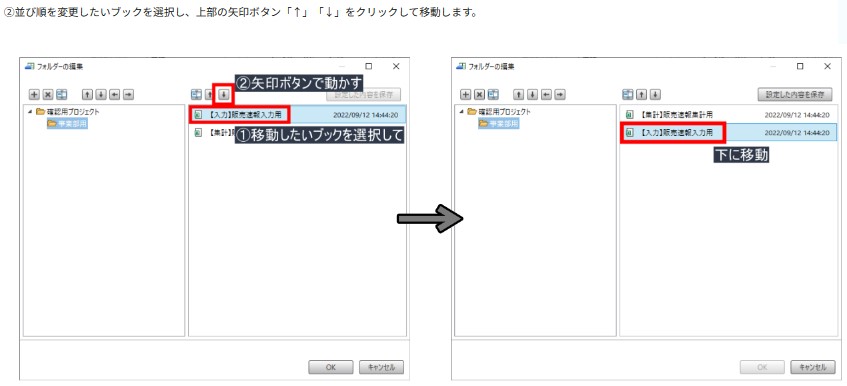 ②並び順を変更したいブックを選択し、上部の矢印ボタン「↑」「↓」をクリックして移動します。
フォルダーの編集
②矢印ボタンで動かす
設定した内容を保存
確認用プロジェクト
営業部用
【入力】販売速報入力用 2022/09/12 14:44:20
【集計】
①移動したいブックを選択して
OK キャンセル
フォルダーの編集
設定した内容を保存
確認用プロジェクト
営業部用
【集計】販売速報集計用 2022/09/12 14:44:20
【入力】販売速報入力用 2022/09/12 14:44:20
下に移動
OK キャンセル